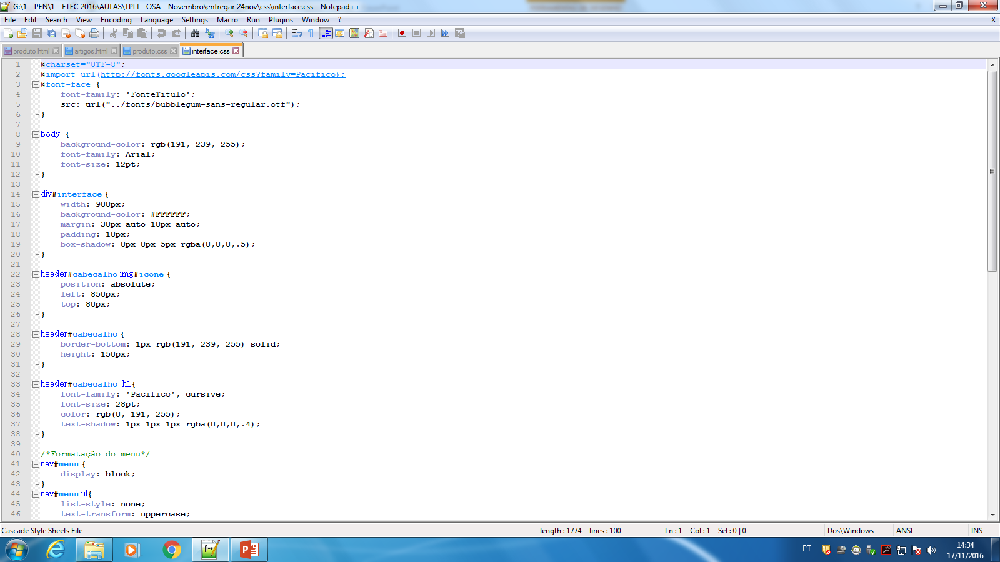 G:\1 - PEN\1 - ETEC 2016\AULAS\TPI I - OSA - Novembro\entregar 24nov\css\interface.css - Notepad++
File Edit Search View Encoding Language Settings Macro Run Plugins Window ? X
produto.html artigos.html produto.css interface.css
1 @charset="UTF-8";
2 @import url(http://fonts.googleapis.com/css?family=Pacifico);
3 @font-face {
4 font-family: 'FonteTitulo';
5 src: url("../fonts/bubblegum-sans-regular.otf");
6 }
7
8 body {
9 background-color: rgb(191, 239, 255);
10 font-family: Arial;
11 font-size: 12pt;
12 }
13
14 div#interface {
15 width: 900px;
16 background-color: #FFFFFF;
17 margin: 30px auto 10px auto;
18 padding: 10px;
19 box-shadow: 0px 0px 5px rgba(0,0,0,.5);
20 }
21
22 header#cabecalho img#icone {
23 position: absolute;
24 left: 850px;
25 top: 80px;
26 }
27
28 header#cabecalho {
29 border-bottom: 1px rgb(191, 239, 255) solid;
30 height: 150px;
31 }
32
33 header#cabecalho h1{
34 font-family: 'Pacifico', cursive;
35 font-size: 28pt;
36 color: rgb(0, 191, 255);
37 text-shadow: 1px 1px 1px rgba(0,0,0,.4);
38 }
39
40 /*Formatação do menu*/
41 nav#menu {
42 display: block;
43 }
44 nav#menu ul{
45 list-style: none;
46 text-transform: uppercase;
Cascade Style Sheets File length : 1774 lines : 100 Ln : 1 Col : 1 Sel : 0 | 0 Dos\Windows ANSI INS
PT 14:34
17/11/2016